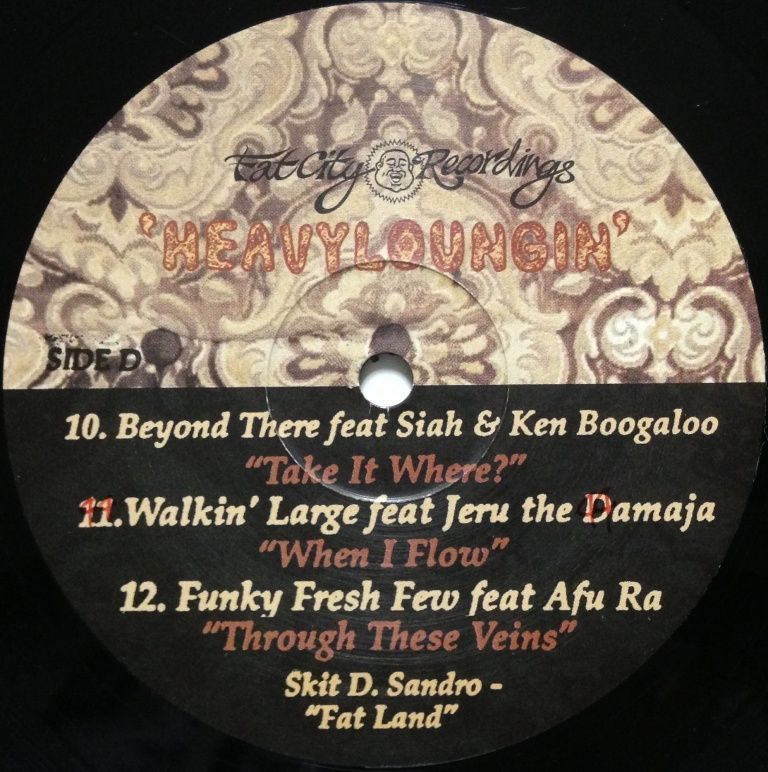 Fat City Recordings
'HEAVYLOUNGIN'
SIDE D
10. Beyond There feat Siah & Ken Boogaloo
"Take It Where?"
11. Walkin' Large feat Jeru the Damaja
"When I Flow"
12. Funky Fresh Few feat Afu Ra
"Through These Veins"
Skit D. Sandro -
"Fat Land"